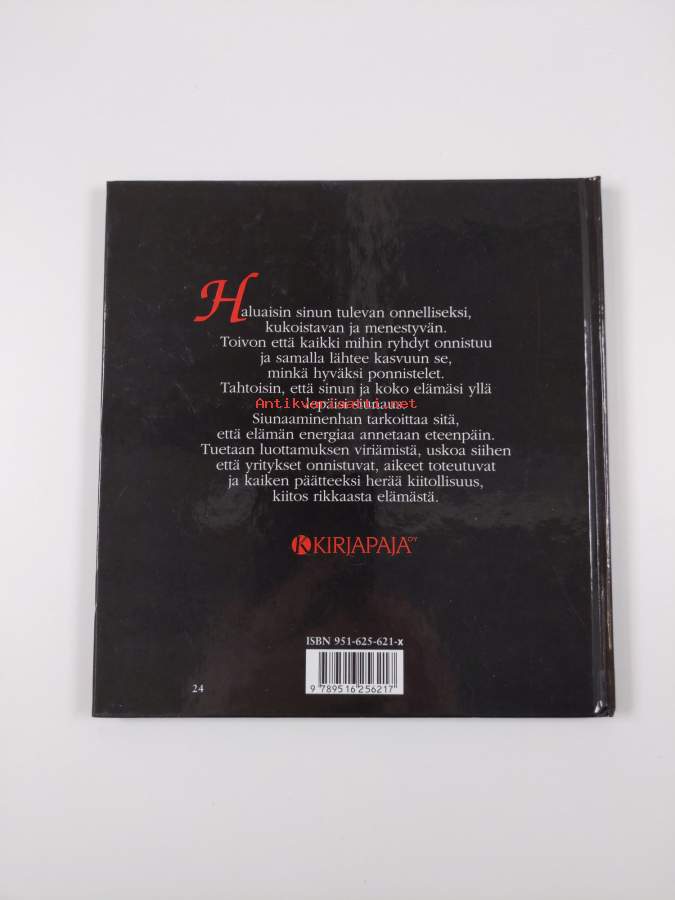 Haluaisin sinun tulevan onnelliseksi,
kukoistavan ja menestyvän.
Toivon että kaikki mihin ryhdyt onnistuu
ja samalla lähtee kasvuun se,
minkä hyväksi ponnistelet.
Tahtoisin, että sinun ja koko elämäsi yllä
Antikvariaatti.net
lepäisi siunaus.
Siunaaminenhan tarkoittaa sitä,
että elämän energiaa annetaan eteenpäin.
Tuetaan luottamuksen viriämistä, uskoa siihen
että yritykset onnistuvat, aikeet toteutuvat
ja kaiken päätteeksi herää kiitollisuus,
kiitos rikkaasta elämästä.
KIRJAPAJA OY
ISBN 951-625-621-x
9 789516 256217
24